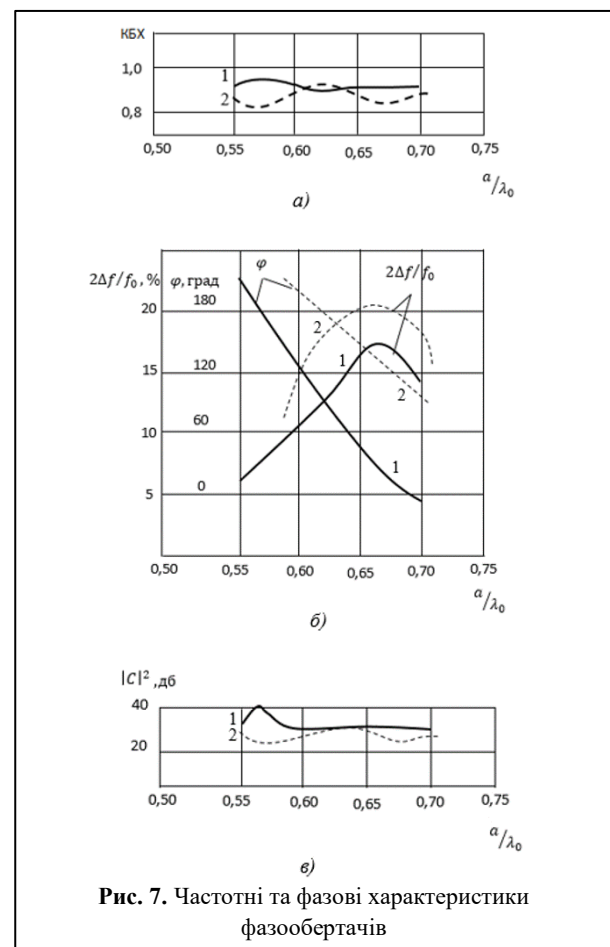 КБХ
1,0
1
2
0,8
0,50 0,55 0,60 0,65 0,70 0,75
a/λ₀
а)
2Δf/f₀, % φ, град φ 2Δf/f₀
20 180
2
15 120 1
2
10 60
1
5 0
0,50 0,55 0,60 0,65 0,70 0,75
a/λ₀
б)
|C|² ,дб
40
1
2
20
0,50 0,55 0,60 0,65 0,70 0,75
a/λ₀
в)
Рис. 7. Частотні та фазові характеристики
фазообертачів